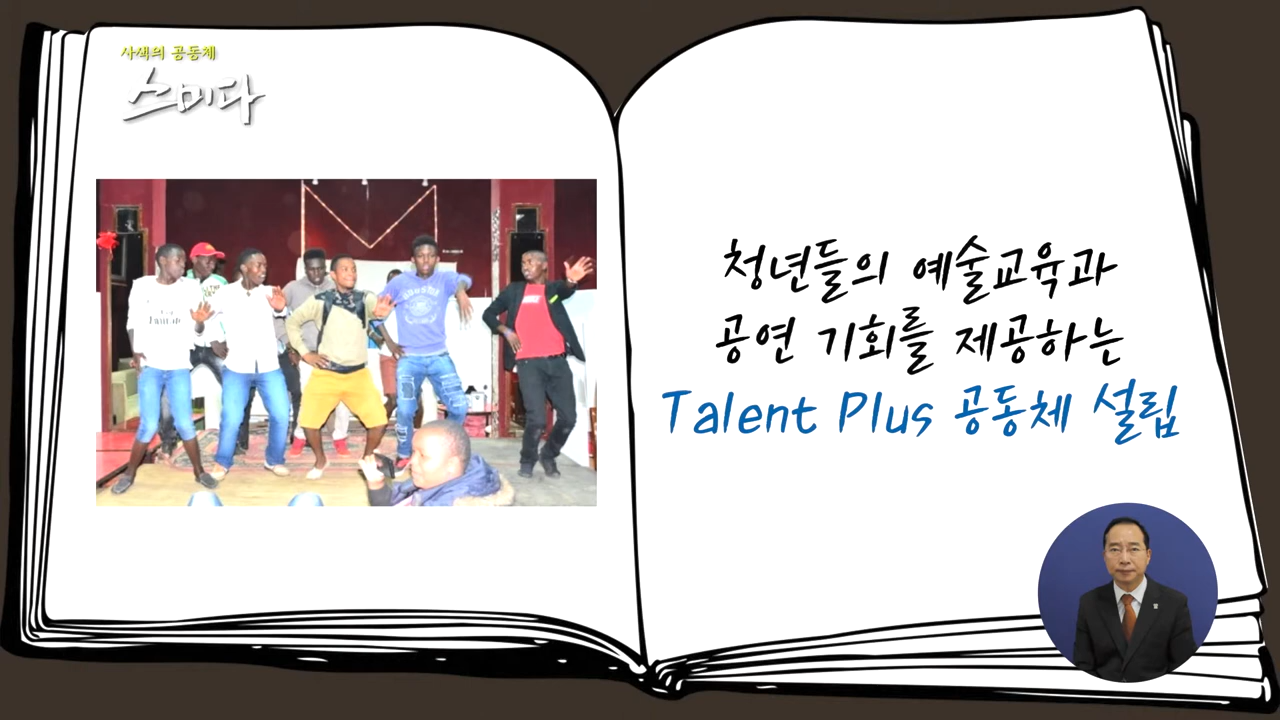 사색의 공동체
스미다
청년들의 예술교육과
공연 기회를 제공하는
Talent Plus 공동체 설립